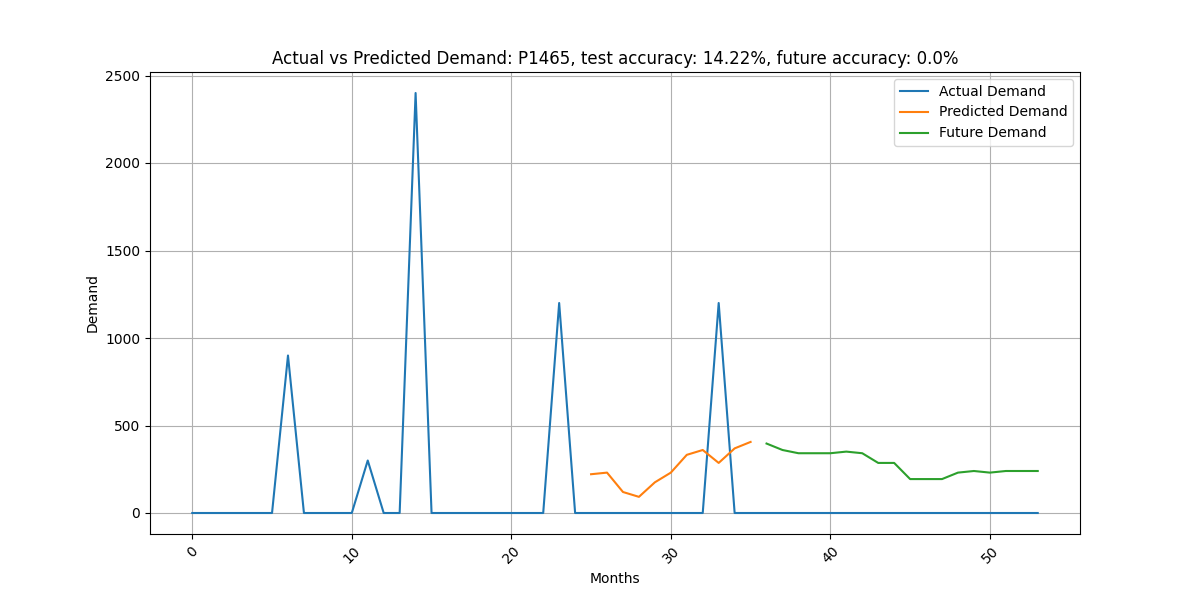 Actual vs Predicted Demand: P1465, test accuracy: 14.22%, future accuracy: 0.0%
Actual Demand
Predicted Demand
Future Demand
Demand
2500
2000
1500
1000
500
0
0
10
20
30
40
50
Months